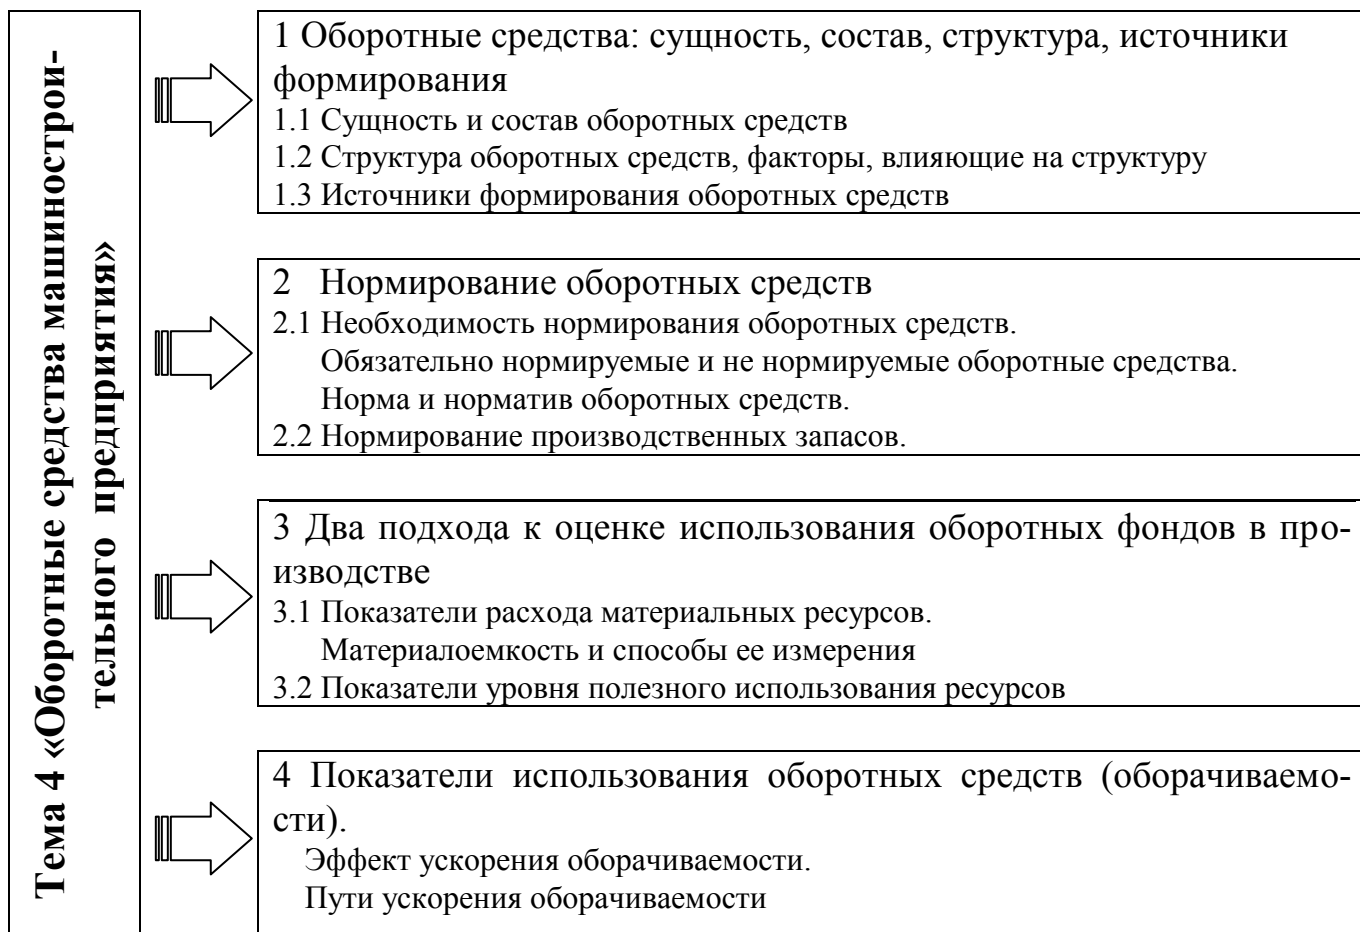 Тема 4 «Оборотные средства машинострои-
тельного предприятия»
1 Оборотные средства: сущность, состав, структура, источники
формирования
1.1 Сущность и состав оборотных средств
1.2 Структура оборотных средств, факторы, влияющие на структуру
1.3 Источники формирования оборотных средств
2 Нормирование оборотных средств
2.1 Необходимость нормирования оборотных средств.
Обязательно нормируемые и не нормируемые оборотные средства.
Норма и норматив оборотных средств.
2.2 Нормирование производственных запасов.
3 Два подхода к оценке использования оборотных фондов в про-
изводстве
3.1 Показатели расхода материальных ресурсов.
Материалоемкость и способы ее измерения
3.2 Показатели уровня полезного использования ресурсов
4 Показатели использования оборотных средств (оборачиваемо-
сти).
Эффект ускорения оборачиваемости.
Пути ускорения оборачиваемости